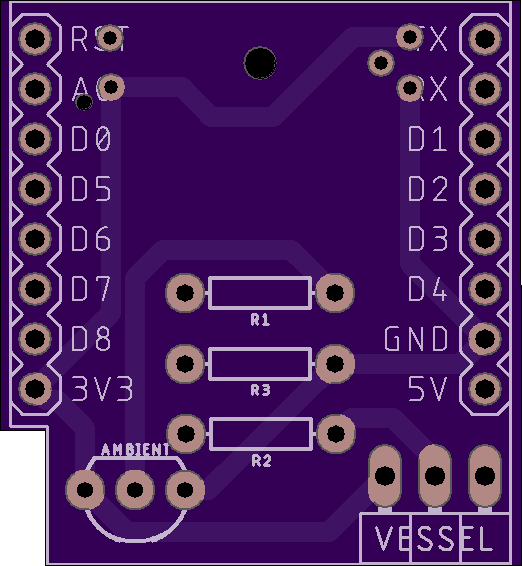 RST TX
A0 RX
D0 D1
D5 D2
D6 D3
D7 D4
R1
D8 GND
3V3 5V
R3
AMBIENT
R2
VESSEL